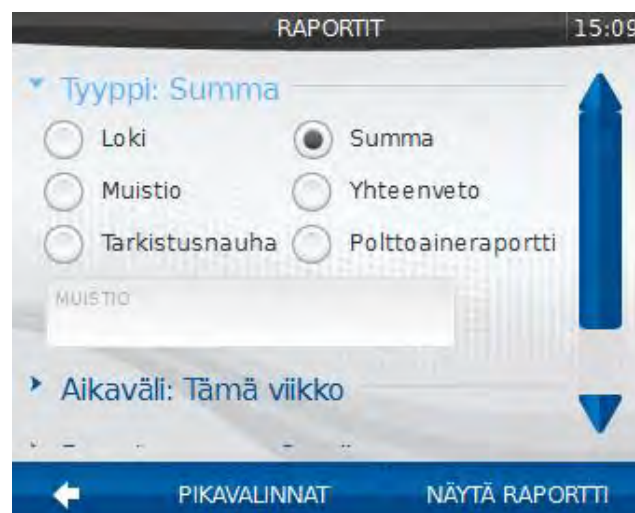 RAPORTIT 15:09
Tyyppi: Summa
Loki Summa
Muistio Yhteenveto
Tarkistusnauha Polttoaineraportti
MUISTIO
Aikaväli: Tämä viikko
PIKAVALINNAT NÄYTÄ RAPORTTI